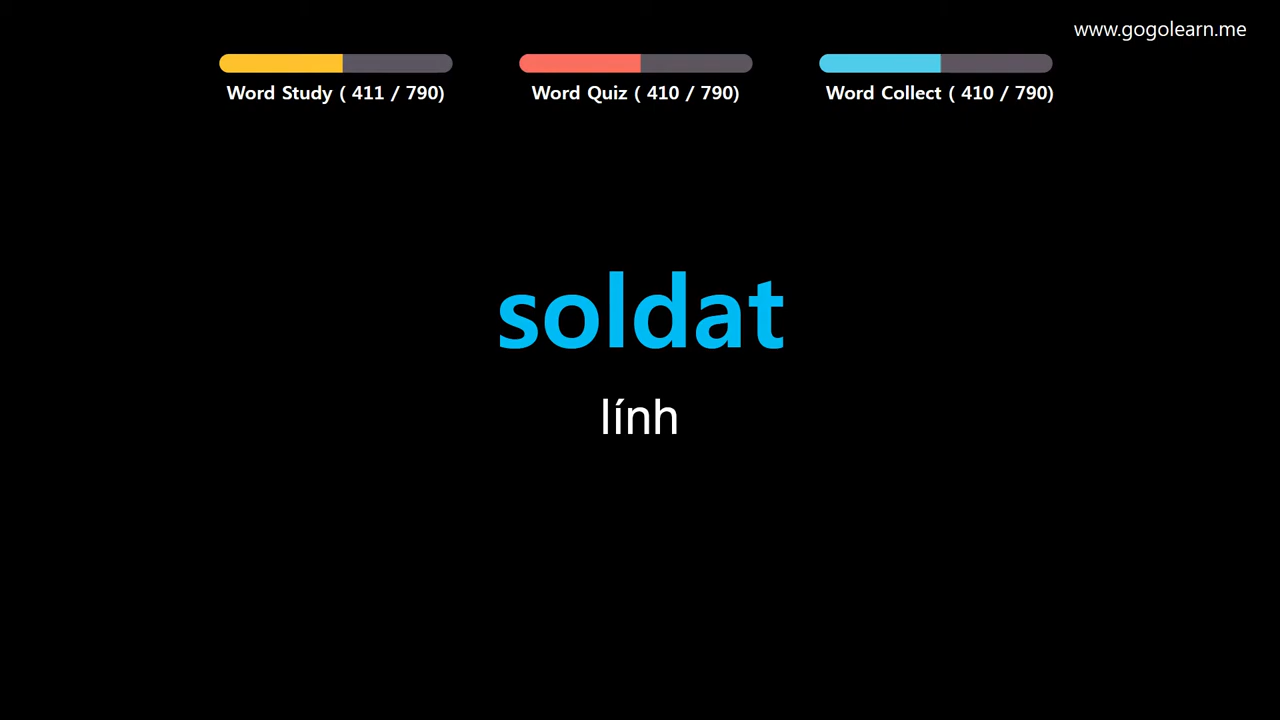 www.gogolearn.me
Word Study ( 411 / 790)
Word Quiz ( 410 / 790)
Word Collect ( 410 / 790)
soldat
lính